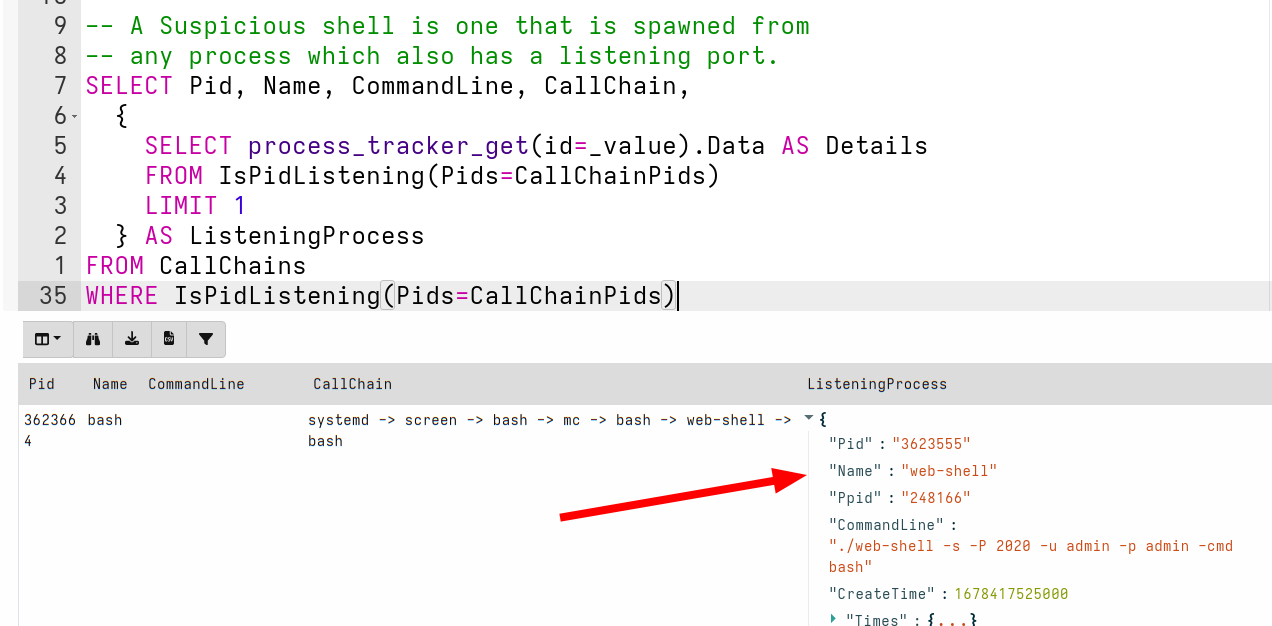 9 -- A Suspicious shell is one that is spawned from
8 -- any process which also has a listening port.
7 SELECT Pid, Name, CommandLine, CallChain,
6 {
5 SELECT process_tracker_get(id=_value).Data AS Details
4 FROM IsPidListening(Pids=CallChainPids)
3 LIMIT 1
2 } AS ListeningProcess
1 FROM CallChains
35 WHERE IsPidListening(Pids=CallChainPids)
CSV
Pid Name CommandLine CallChain ListeningProcess
362366 bash systemd -> screen -> bash -> mc -> bash -> web-shell -> {
4 bash
"Pid" : "3623555"
"Name" : "web-shell"
"Ppid" : "248166"
"CommandLine" :
"./web-shell -s -P 2020 -u admin -p admin -cmd
bash"
"CreateTime" : 1678417525000
"Times" : {...}